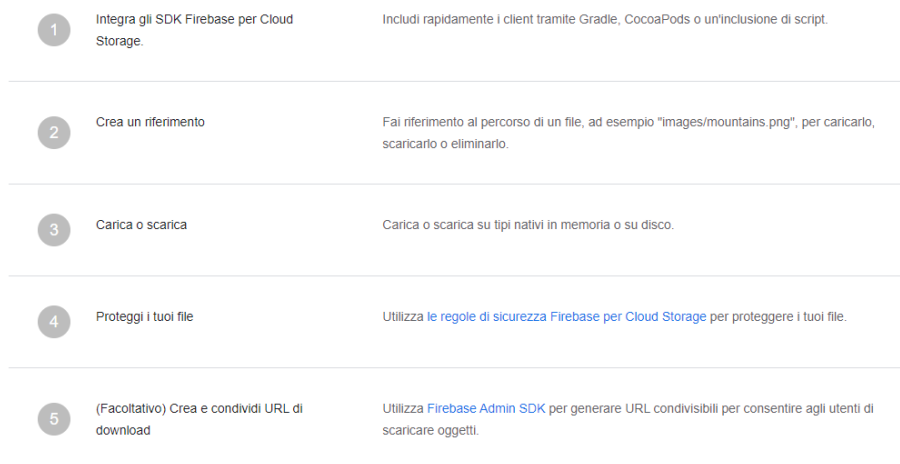 1
Integra gli SDK Firebase per Cloud
Storage.
Includi rapidamente i client tramite Gradle, CocoaPods o un'inclusione di script.
2
Crea un riferimento
Fai riferimento al percorso di un file, ad esempio "images/mountains.png", per caricarlo,
scaricarlo o eliminarlo.
3
Carica o scarica
Carica o scarica su tipi nativi in memoria o su disco.
4
Proteggi i tuoi file
Utilizza le regole di sicurezza Firebase per Cloud Storage per proteggere i tuoi file.
5
(Facoltativo) Crea e condividi URL di
download
Utilizza Firebase Admin SDK per generare URL condivisibili per consentire agli utenti di
scaricare oggetti.